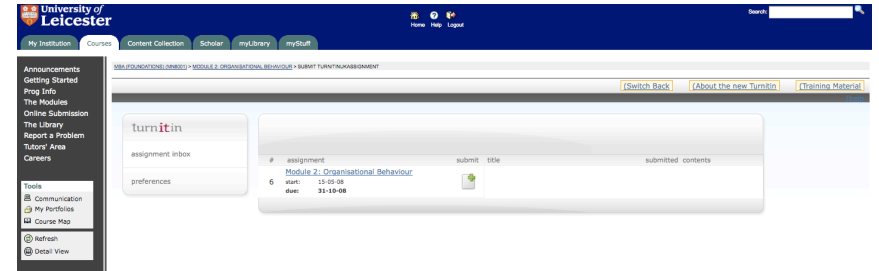 University of
Leicester
Home Help Logout
Search:
My Institution Courses Content Collection Scholar myLibrary myStuff
MBA (FOUNDATIONS) (MN8001) > MODULE 2: ORGANISATIONAL BEHAVIOUR > SUBMIT TURNITINUKASSIGNMENT
Announcements
Getting Started
Prog Info
The Modules
Online Submission
The Library
Report a Problem
Tutors' Area
Careers
Tools
Communication
My Portfolios
Course Map
Refresh
Detail View
(Switch Back (About the new Turnitin (Training Material
turnitin
assignment inbox
preferences
# assignment submit title submitted contents
6 Module 2: Organisational Behaviour
start: 15-05-08
due: 31-10-08